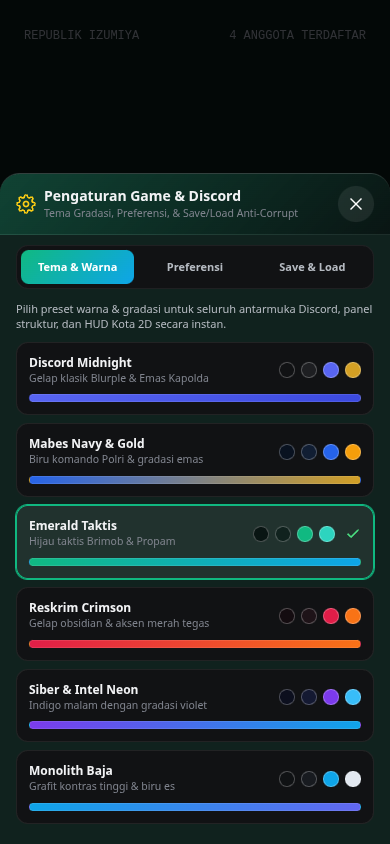 REPUBLIK IZUMIYA
4 ANGGOTA TERDAFTAR
Pengaturan Game & Discord
Tema Gradasi, Preferensi, & Save/Load Anti-Corrupt
Tema & Warna
Preferensi
Save & Load
Pilih preset warna & gradasi untuk seluruh antarmuka Discord, panel
struktur, dan HUD Kota 2D secara instan.
Discord Midnight
Gelap klasik Blurple & Emas Kapolda
Mabes Navy & Gold
Biru komando Polri & gradasi emas
Emerald Taktis
Hijau taktis Brimob & Propam
Reskrim Crimson
Gelap obsidian & aksen merah tegas
Siber & Intel Neon
Indigo malam dengan gradasi violet
Monolith Baja
Grafit kontras tinggi & biru es